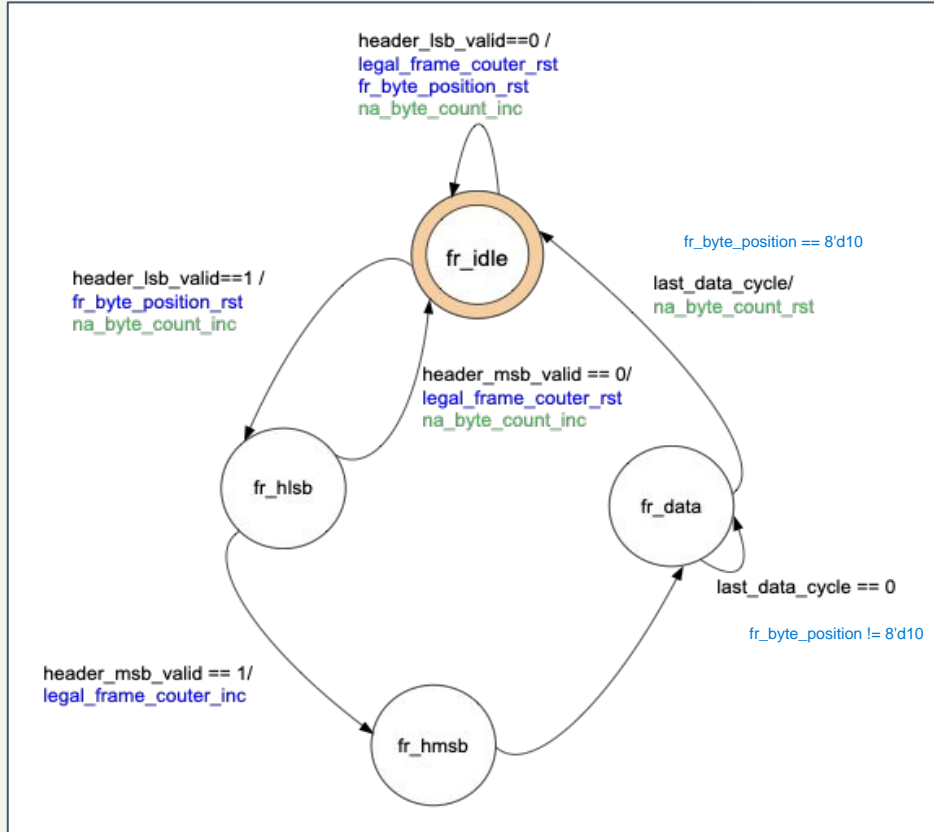 header_lsb_valid==0 /
legal_frame_couter_rst
fr_byte_position_rst
na_byte_count_inc
fr_idle
fr_byte_position == 8'd10
header_lsb_valid==1 /
fr_byte_position_rst
na_byte_count_inc
last_data_cycle/
na_byte_count_rst
header_msb_valid == 0/
legal_frame_couter_rst
na_byte_count_inc
fr_hlsb
fr_data
last_data_cycle == 0
fr_byte_position != 8'd10
header_msb_valid == 1/
legal_frame_couter_inc
fr_hmsb